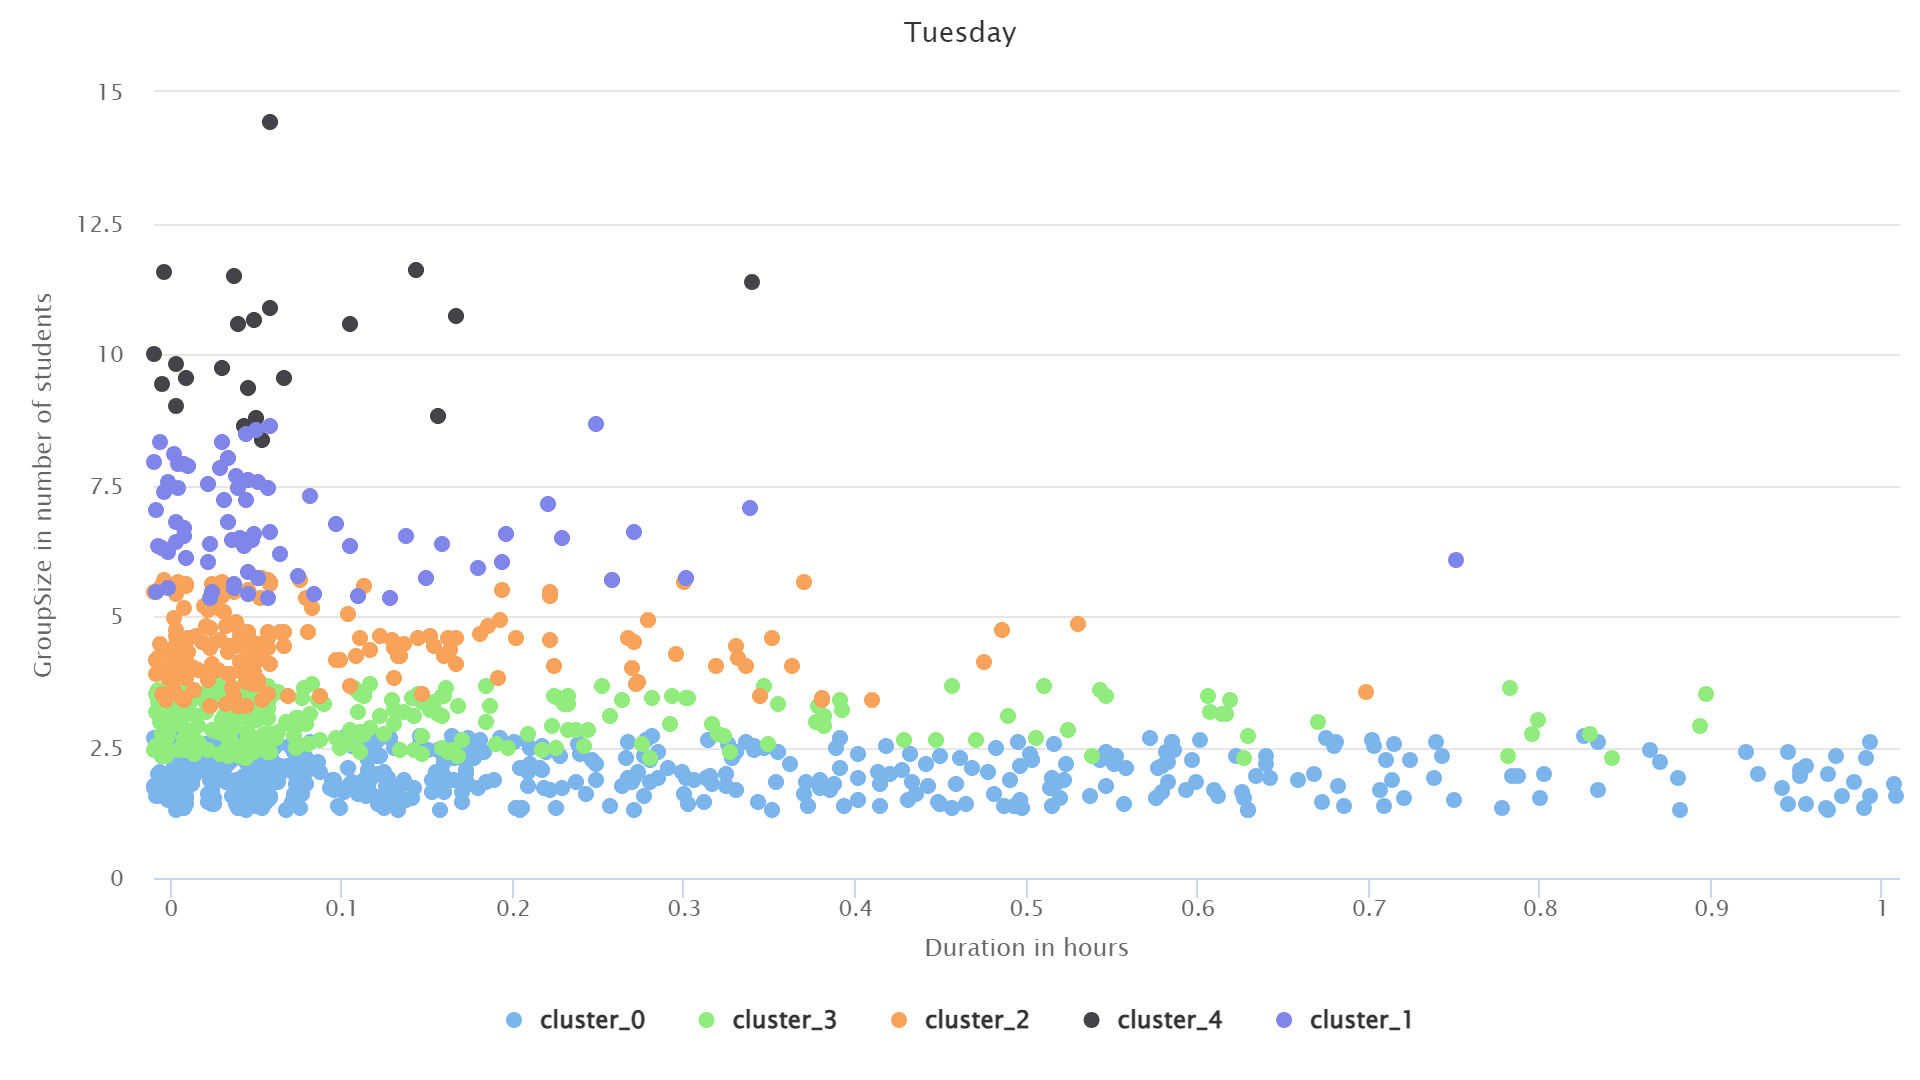 Tuesday
15
12.5
10
7.5
5
2.5
0
GroupSize in number of students
0 0.1 0.2 0.3 0.4 0.5 0.6 0.7 0.8 0.9 1
Duration in hours
cluster_0 cluster_3 cluster_2 cluster_4 cluster_1